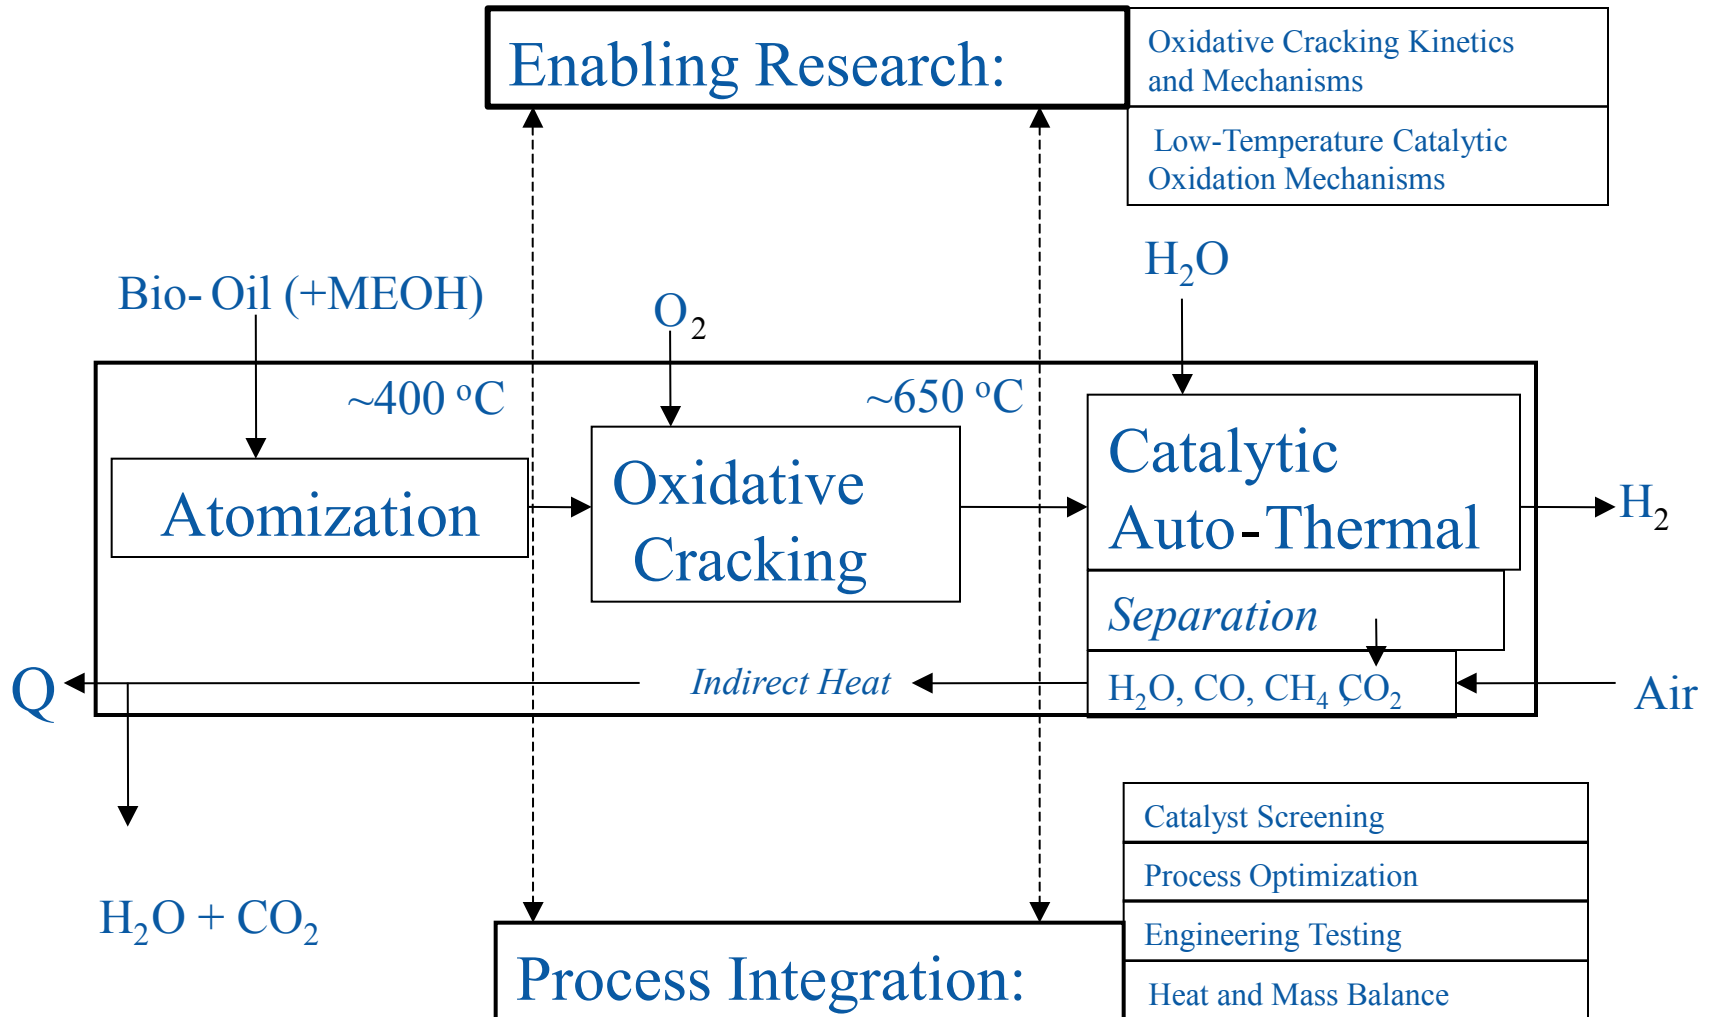 Enabling Research:
Oxidative Cracking Kinetics
and Mechanisms
Low-Temperature Catalytic
Oxidation Mechanisms
H₂O
Bio- Oil (+MEOH)
O₂
~400 °C
~650 °C
Atomization
Oxidative
Cracking
Catalytic
Auto-Thermal
H₂
Separation
Q
Indirect Heat
H₂O, CO, CH₄, CO₂
Air
H₂O + CO₂
Catalyst Screening
Process Optimization
Engineering Testing
Heat and Mass Balance
Process Integration: